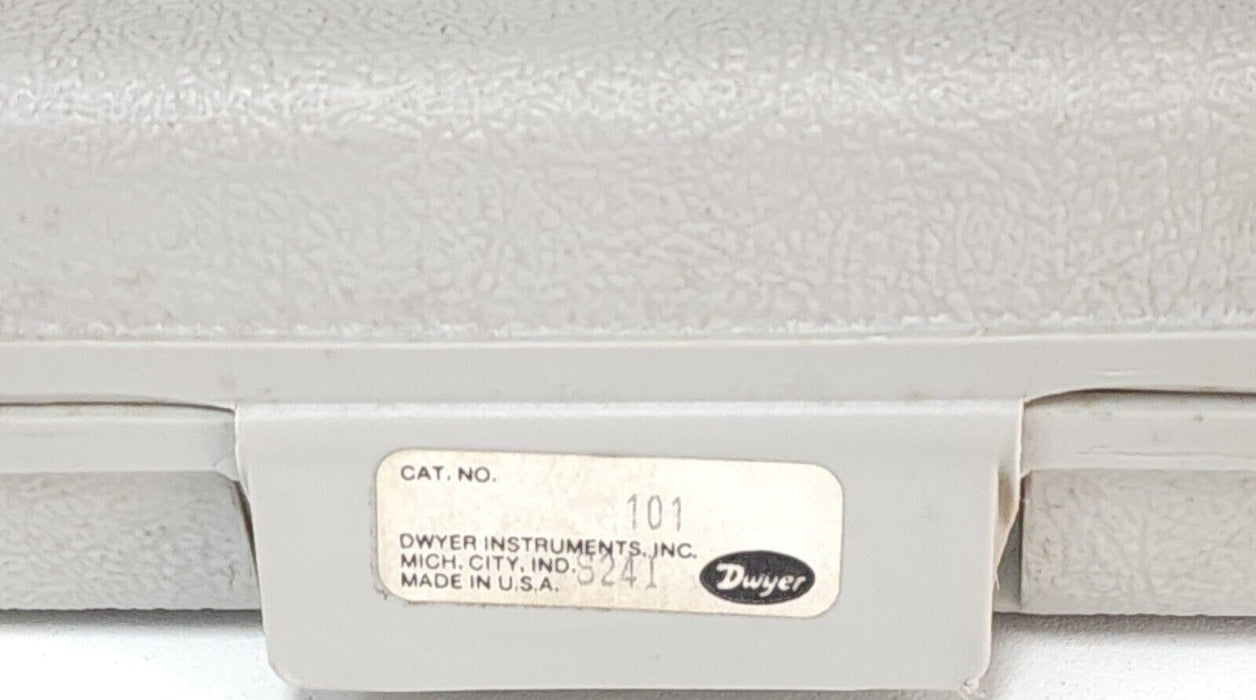 CAT. NO.
101
DWYER INSTRUMENTS, INC.
MICH. CITY, IND. S241
MADE IN U.S.A.
Dwyer